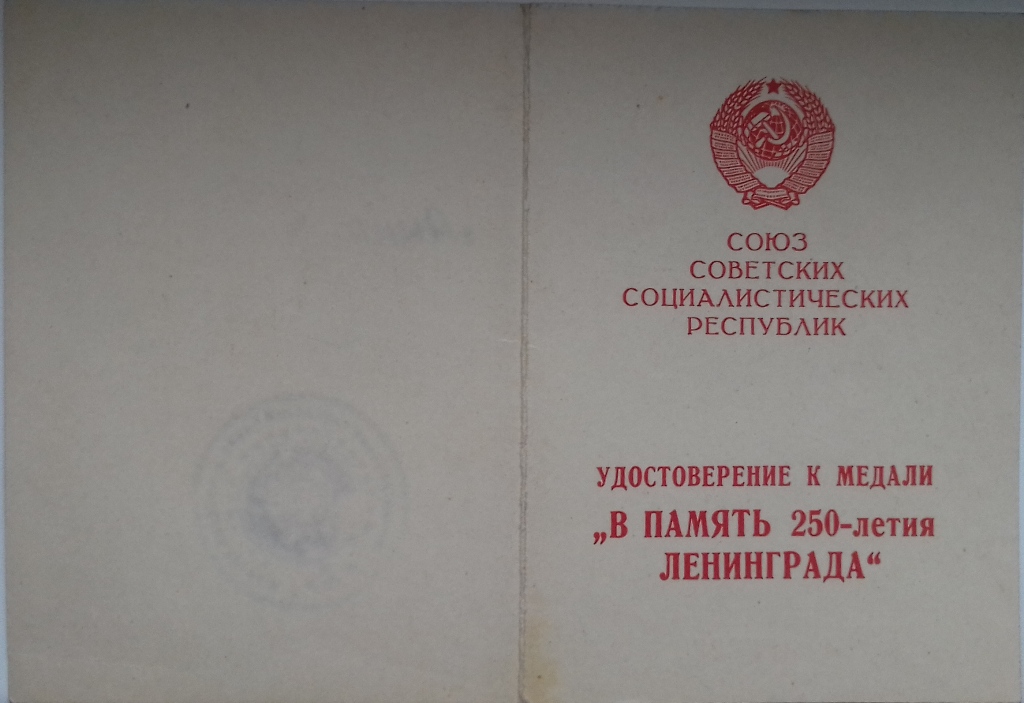 СОЮЗ
СОВЕТСКИХ
СОЦИАЛИСТИЧЕСКИХ
РЕСПУБЛИК
УДОСТОВЕРЕНИЕ К МЕДАЛИ
„В ПАМЯТЬ 250-летия
ЛЕНИНГРАДА“